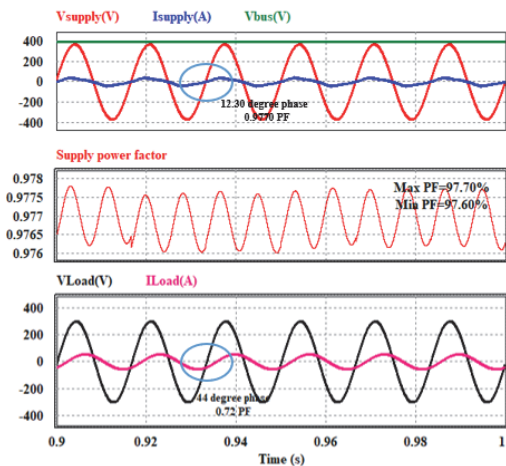 Vsupply(V) Isupply(A) Vbus(V)
400
200
0
-200
-400
12.30 degree phase
0.9770 PF
Supply power factor
0.978
0.9775
0.977
0.9765
0.976
Max PF=97.70%
Min PF=97.60%
VLoad(V) ILoad(A)
400
200
0
-200
-400
44 degree phase
0.72 PF
0.9 0.92 0.94 0.96 0.98 1
Time (s)